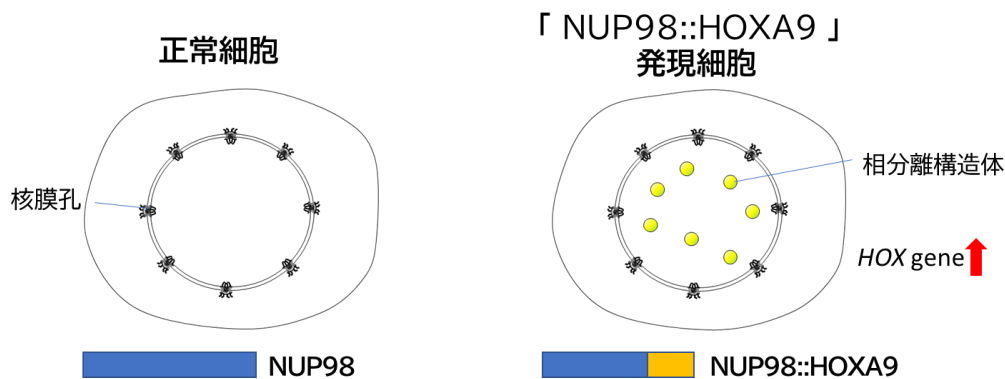 正常細胞
核膜孔
NUP98
「 NUP98::HOXA9 」
発現細胞
相分離構造体
HOX gene
NUP98::HOXA9